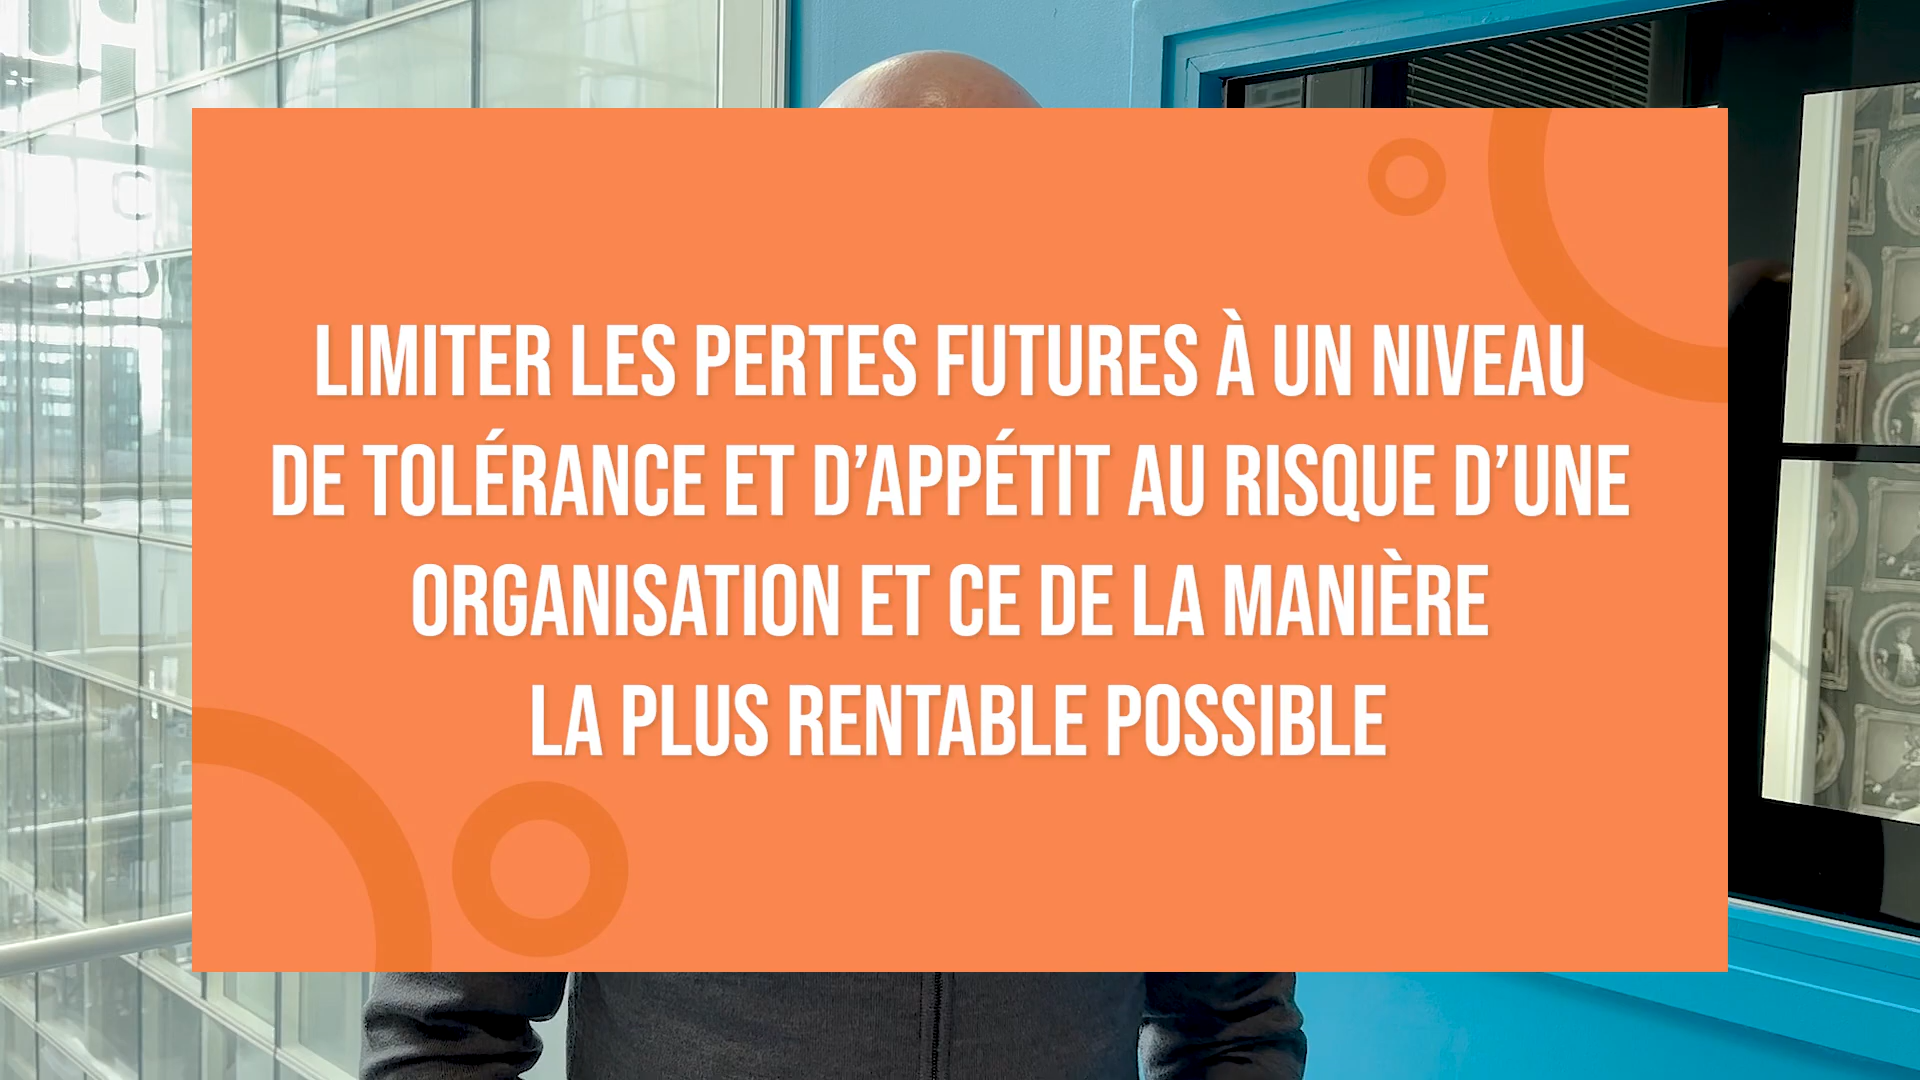 LIMITER LES PERTES FUTURES À UN NIVEAU
DE TOLÉRANCE ET D’APPÉTIT AU RISQUE D’UNE
ORGANISATION ET CE DE LA MANIÈRE
LA PLUS RENTABLE POSSIBLE